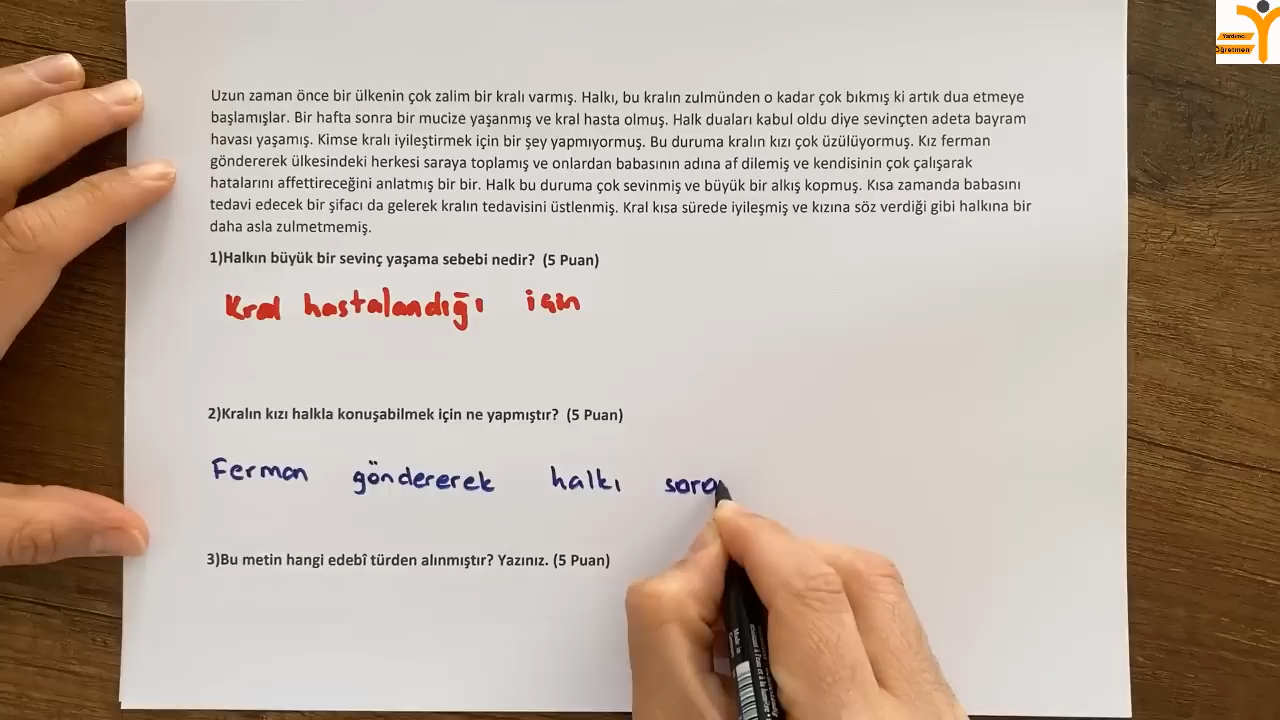 Yardımcı
Öğretmen
Uzun zaman önce bir ülkenin çok zalim bir kralı varmış. Halkı, bu kralın zulmünden o kadar çok bıkmış ki artık dua etmeye
başlamışlar. Bir hafta sonra bir mucize yaşanmış ve kral hasta olmuş. Halk duaları kabul oldu diye sevinçten adeta bayram
havası yaşamış. Kimse kralı iyileştirmek için bir şey yapmıyormuş. Bu duruma kralın kızı çok üzülüyormuş. Kız ferman
göndererek ülkesindeki herkesi saraya toplamış ve onlardan babasının adına af dilemiş ve kendisinin çok çalışarak
hatalarını affettireceğini anlatmış bir bir. Halk bu duruma çok sevinmiş ve büyük bir alkış kopmuş. Kısa zamanda babasını
tedavi edecek bir şifacı da gelerek kralın tedavisini üstlenmiş. Kral kısa sürede iyileşmiş ve kızına söz verdiği gibi halkına bir
daha asla zulmetmemiş.
1)Halkın büyük bir sevinç yaşama sebebi nedir? (5 Puan)
Kral hastalandığı için
2)Kralın kızı halkla konuşabilmek için ne yapmıştır? (5 Puan)
Ferman göndererek halkı sara
3)Bu metin hangi edebî türden alınmıştır? Yazınız. (5 Puan)
Made in Germany